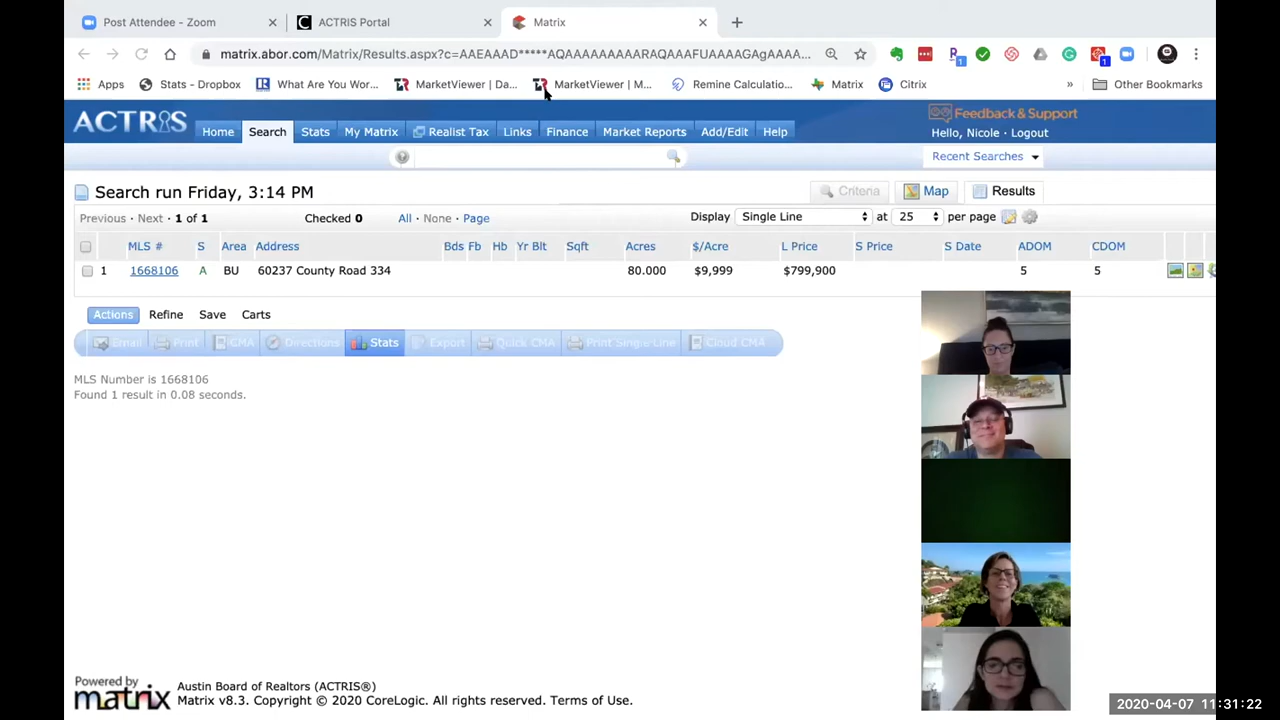 Post Attendee - Zoom
ACTRIS Portal
Matrix
matrix.abor.com/Matrix/Results.aspx?c=AAEAAAD*****AQAAAAAAAAARAQAAAFUAAAAGAgAAAA...
Apps
Stats - Dropbox
What Are You Wor...
MarketViewer | Da...
MarketViewer | M...
Remine Calculatio...
Matrix
Citrix
»
Other Bookmarks
ACTRIS
Home
Search
Stats
My Matrix
Realist Tax
Links
Finance
Market Reports
Add/Edit
Help
Feedback & Support
Hello, Nicole · Logout
Recent Searches
Search run Friday, 3:14 PM
Criteria
Map
Results
Previous · Next · 1 of 1
Checked 0
All · None · Page
Display Single Line at 25 per page
MLS # S Area Address Bds Fb Hb Yr Blt Sqft Acres $/Acre L Price S Price S Date ADOM CDOM
1 1668106 A BU 60237 County Road 334 80.000 $9,999 $799,900 5 5
Actions Refine Save Carts
Email Print CMA Directions Stats Export Quick CMA Print Single Line Cloud CMA
MLS Number is 1668106
Found 1 result in 0.08 seconds.
Powered by
matrix
Austin Board of Realtors (ACTRIS®)
Matrix v8.3. Copyright © 2020 CoreLogic. All rights reserved. Terms of Use.
2020-04-07 11:31:22